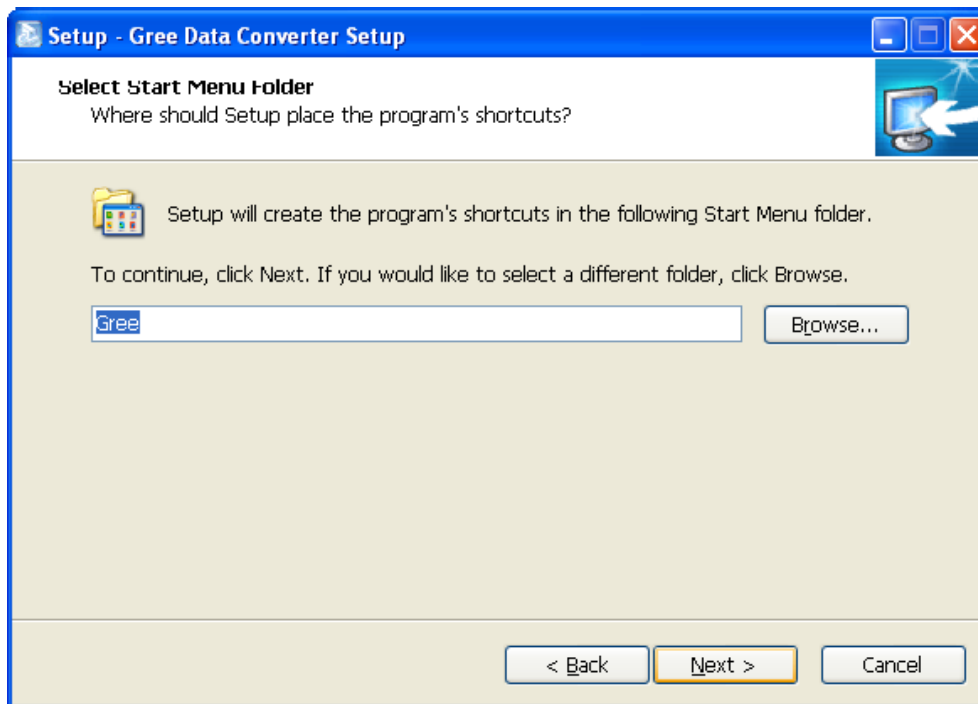 Setup - Gree Data Converter Setup
Select Start Menu Folder
Where should Setup place the program's shortcuts?
Setup will create the program's shortcuts in the following Start Menu folder.
To continue, click Next. If you would like to select a different folder, click Browse.
Gree
Browse...
< Back
Next >
Cancel